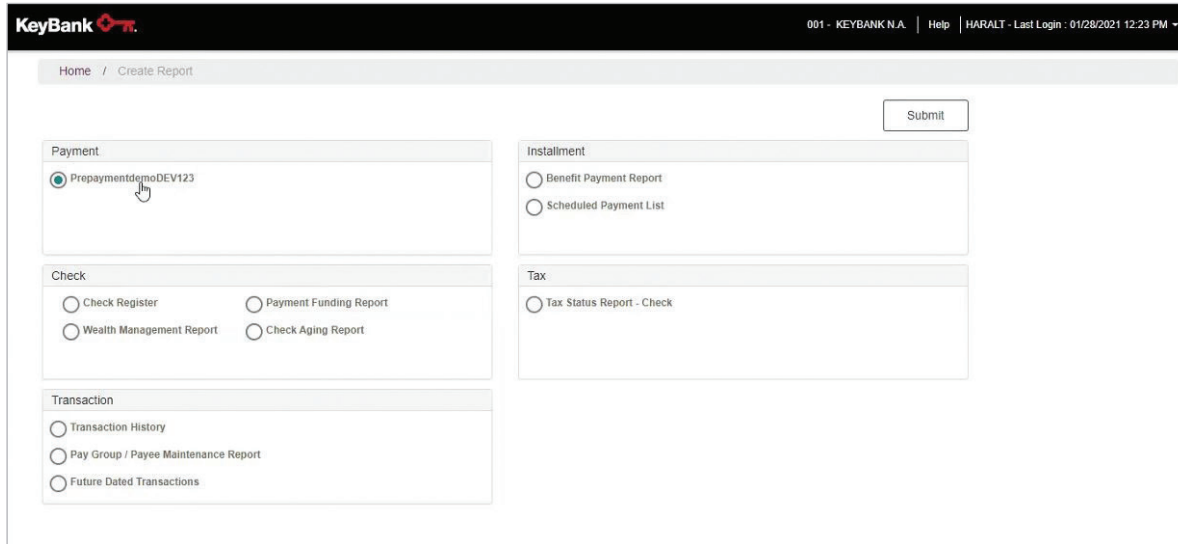 KeyBank
001 - KEYBANK N.A. | Help | HARALT - Last Login : 01/28/2021 12:23 PM
Home / Create Report
Submit
Payment
PrepaymentdemoDEV123
Installment
Benefit Payment Report
Scheduled Payment List
Check
Check Register
Payment Funding Report
Wealth Management Report
Check Aging Report
Tax
Tax Status Report - Check
Transaction
Transaction History
Pay Group / Payee Maintenance Report
Future Dated Transactions